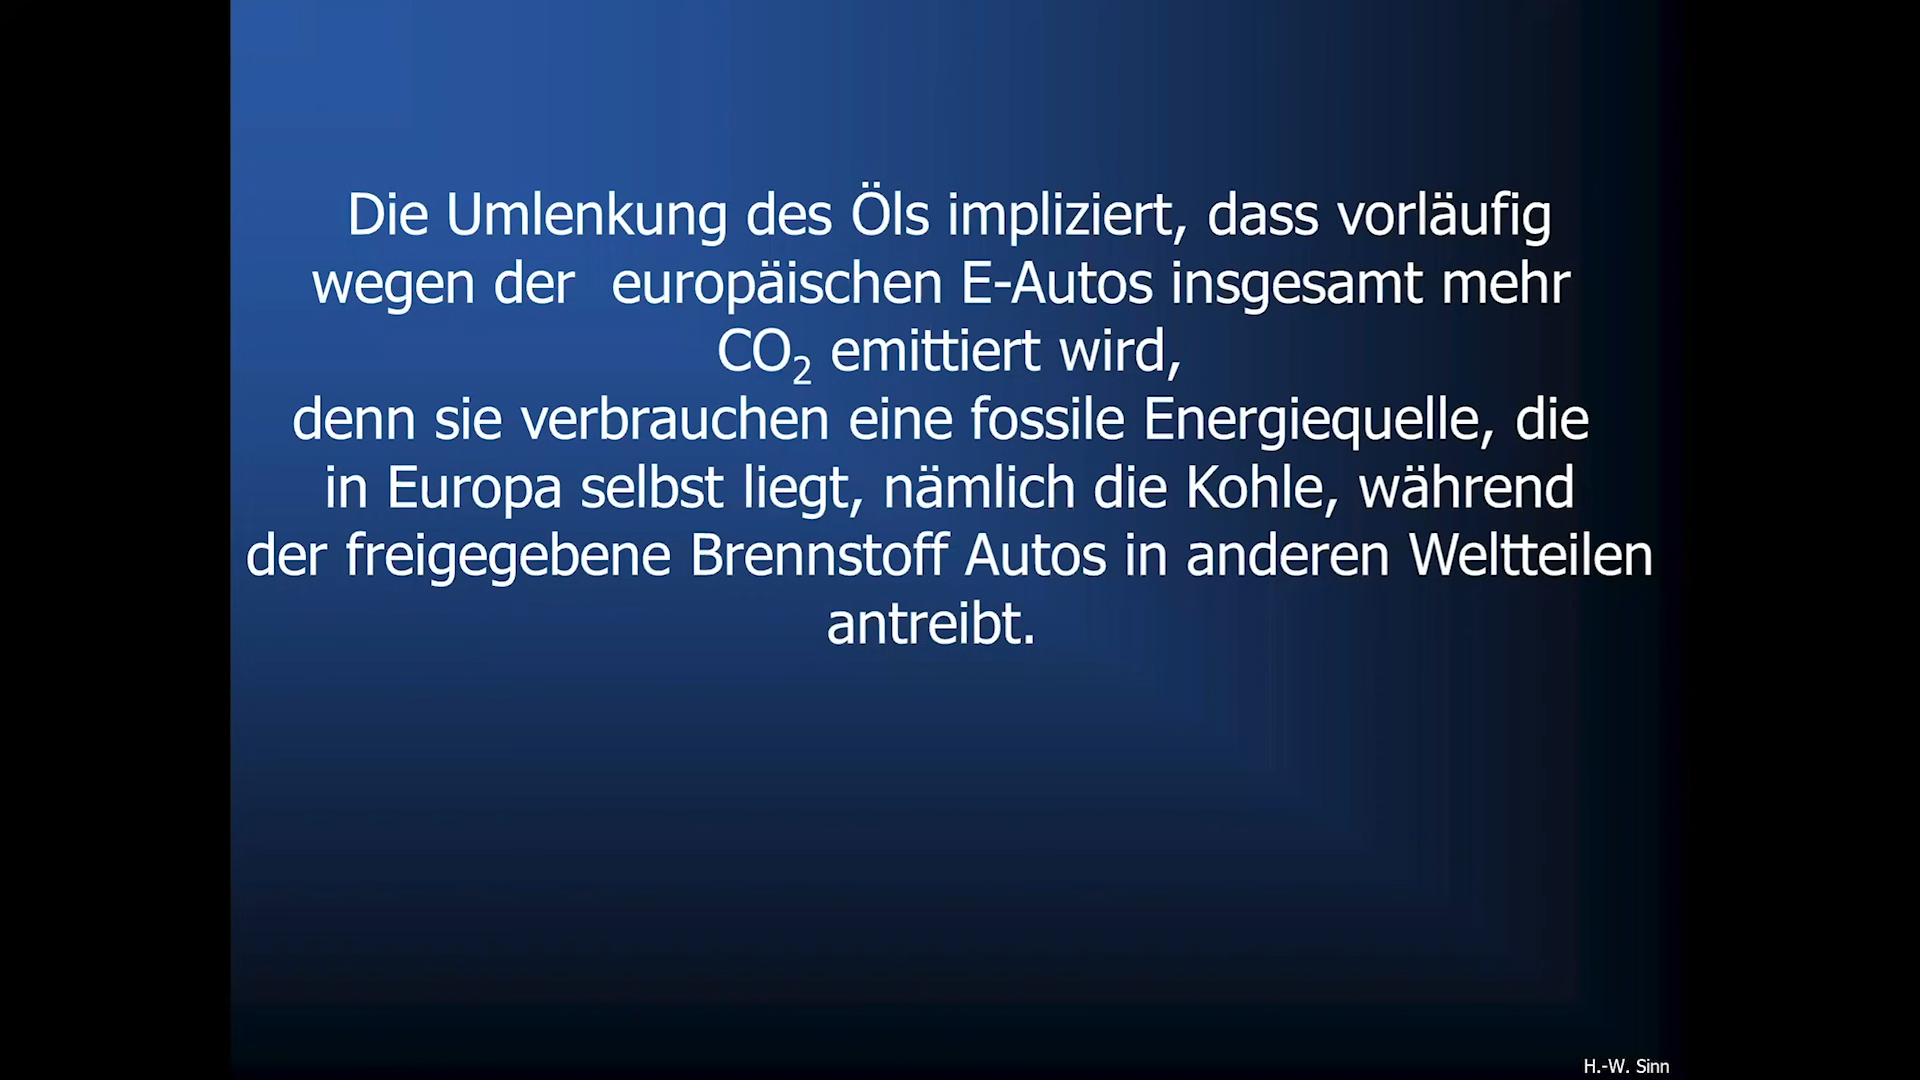 Die Umlenkung des Öls impliziert, dass vorläufig
wegen der  europäischen E-Autos insgesamt mehr
CO₂ emittiert wird,
denn sie verbrauchen eine fossile Energiequelle, die
in Europa selbst liegt, nämlich die Kohle, während
der freigegebene Brennstoff Autos in anderen Weltteilen
antreibt.
H.-W. Sinn